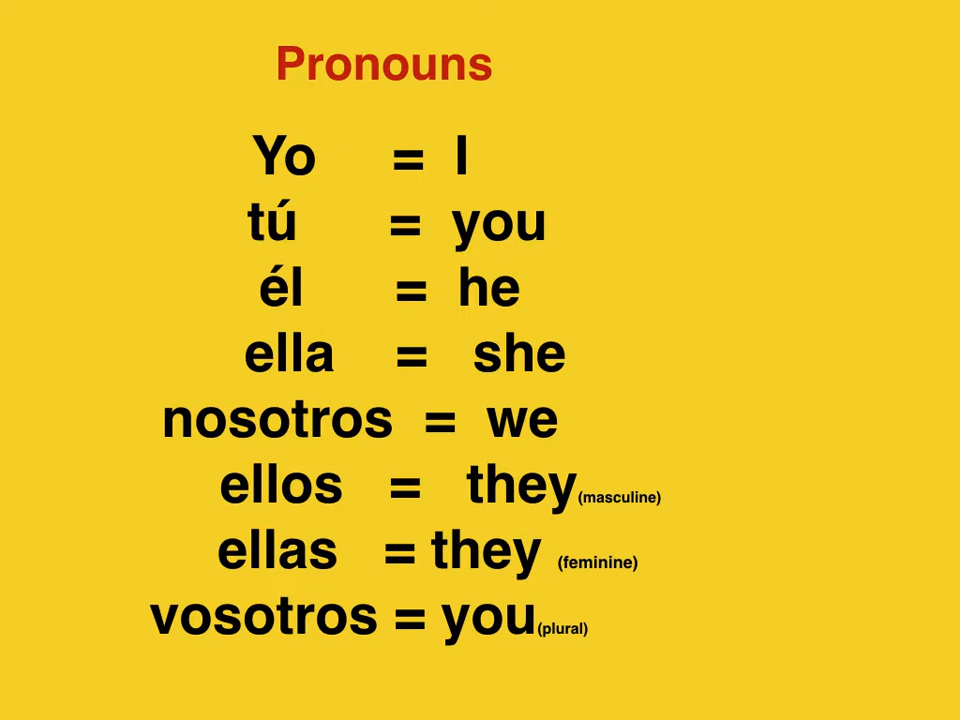 Pronouns
Yo = I
tú = you
él = he
ella = she
nosotros = we
ellos = they(masculine)
ellas = they (feminine)
vosotros = you(plural)